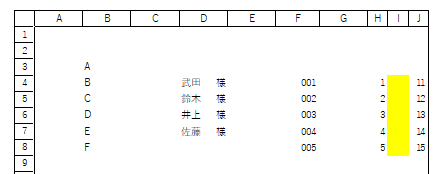 A B C D E F G H I J
1
2
3 A
4 B 武田 様 001 1 11
5 C 鈴木 様 002 2 12
6 D 井上 様 003 3 13
7 E 佐藤 様 004 4 14
8 F 005 5 15
9